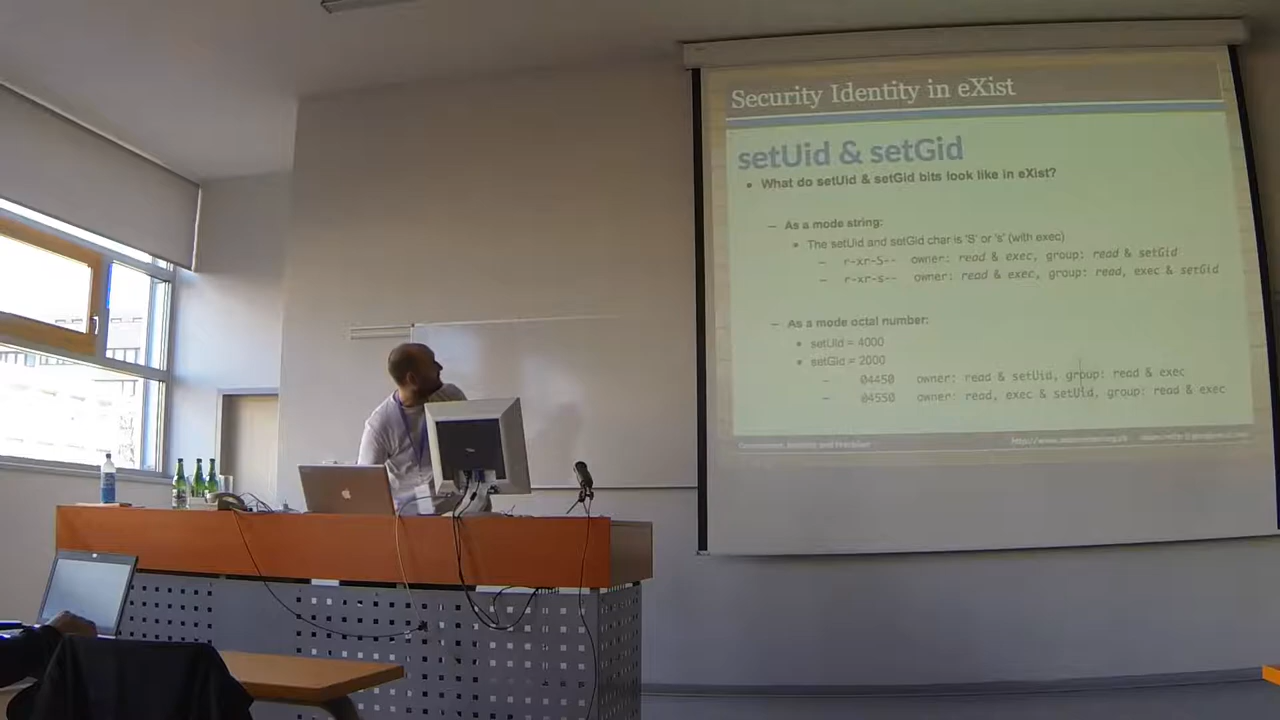 Security Identity in eXist
setUid & setGid
• What do setUid & setGid bits look like in eXist?
– As a mode string:
• The setUid and setGid char is 'S' or 's' (with exec)
– r-xr-S-- owner: read & exec, group: read & setGid
– r-xr-s-- owner: read & exec, group: read, exec & setGid
– As a mode octal number:
• setUid = 4000
• setGid = 2000
– 04450 owner: read & setUid, group: read & exec
– 04550 owner: read, exec & setUid, group: read & exec